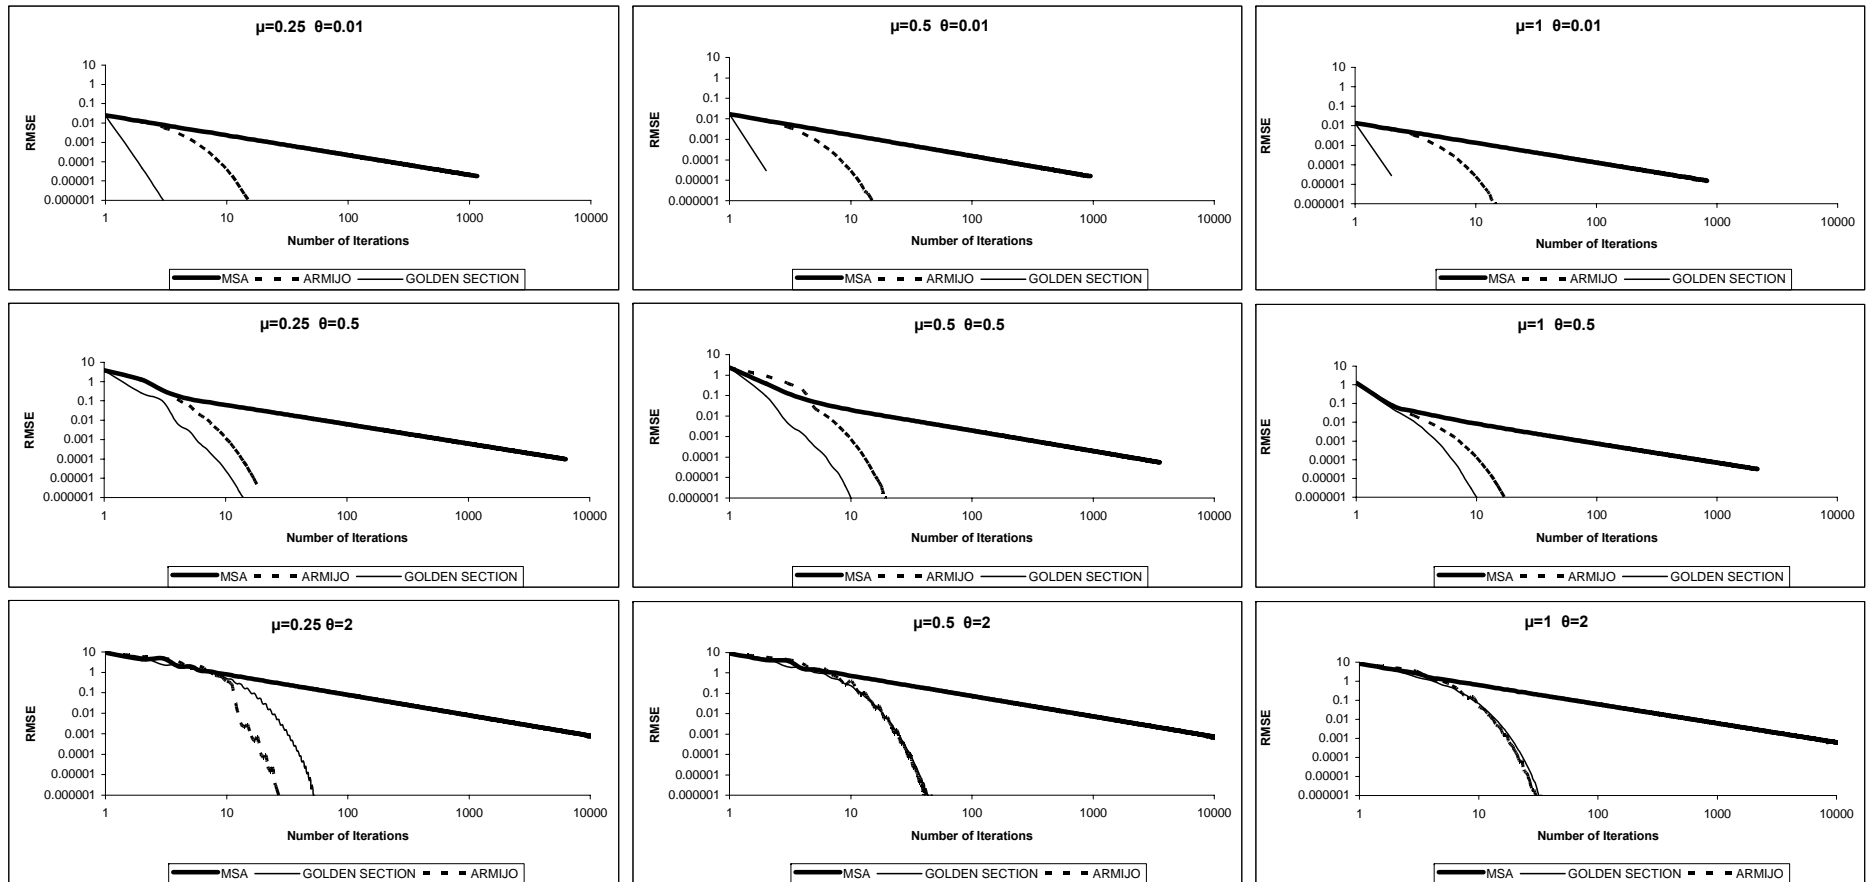 μ=0.25 θ=0.01
10
1
0.1
0.01
0.001
0.0001
0.00001
0.000001
RMSE
1 10 100 1000 10000
Number of Iterations
MSA ARMIJO GOLDEN SECTION
μ=0.5 θ=0.01
10
1
0.1
0.01
0.001
0.0001
0.00001
0.000001
RMSE
1 10 100 1000 10000
Number of Iterations
MSA ARMIJO GOLDEN SECTION
μ=1 θ=0.01
10
1
0.1
0.01
0.001
0.0001
0.00001
0.000001
RMSE
1 10 100 1000 10000
Number of Iterations
MSA ARMIJO GOLDEN SECTION
μ=0.25 θ=0.5
10
1
0.1
0.01
0.001
0.0001
0.00001
0.000001
RMSE
1 10 100 1000 10000
Number of Iterations
MSA ARMIJO GOLDEN SECTION
μ=0.5 θ=0.5
10
1
0.1
0.01
0.001
0.0001
0.00001
0.000001
RMSE
1 10 100 1000 10000
Number of Iterations
MSA ARMIJO GOLDEN SECTION
μ=1 θ=0.5
10
1
0.1
0.01
0.001
0.0001
0.00001
0.000001
RMSE
1 10 100 1000 10000
Number of Iterations
MSA ARMIJO GOLDEN SECTION
μ=0.25 θ=2
10
1
0.1
0.01
0.001
0.0001
0.00001
0.000001
RMSE
1 10 100 1000 10000
Number of Iterations
MSA GOLDEN SECTION ARMIJO
μ=0.5 θ=2
10
1
0.1
0.01
0.001
0.0001
0.00001
0.000001
RMSE
1 10 100 1000 10000
Number of Iterations
MSA GOLDEN SECTION ARMIJO
μ=1 θ=2
10
1
0.1
0.01
0.001
0.0001
0.00001
0.000001
RMSE
1 10 100 1000 10000
Number of Iterations
MSA GOLDEN SECTION ARMIJO